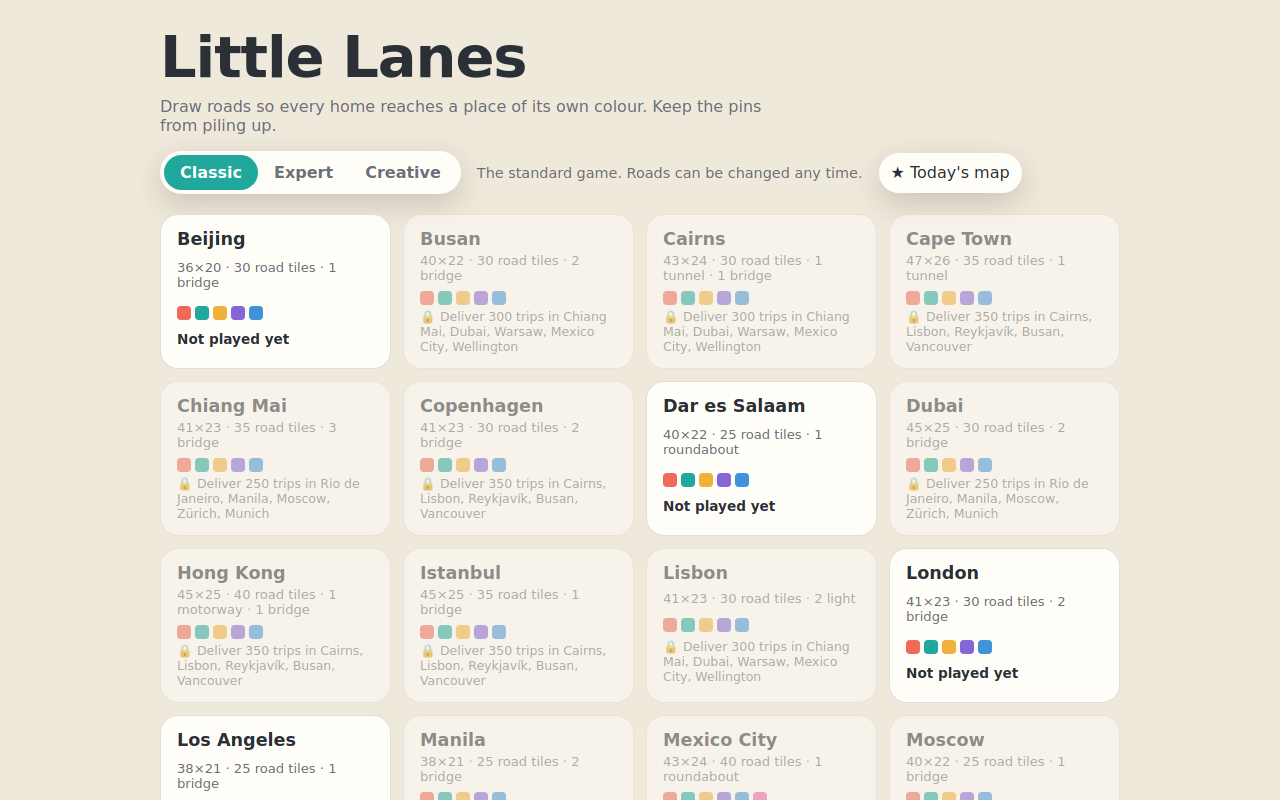 Little Lanes
Draw roads so every home reaches a place of its own colour. Keep the pins
from piling up.
Classic Expert Creative The standard game. Roads can be changed any time. ★ Today's map
Beijing
36×20 · 30 road tiles · 1
bridge
Not played yet
Busan
40×22 · 30 road tiles · 2
bridge
🔒 Deliver 300 trips in Chiang
Mai, Dubai, Warsaw, Mexico
City, Wellington
Cairns
43×24 · 30 road tiles · 1
tunnel · 1 bridge
🔒 Deliver 300 trips in Chiang
Mai, Dubai, Warsaw, Mexico
City, Wellington
Cape Town
47×26 · 35 road tiles · 1
tunnel
🔒 Deliver 350 trips in Cairns,
Lisbon, Reykjavík, Busan,
Vancouver
Chiang Mai
41×23 · 35 road tiles · 3
bridge
🔒 Deliver 250 trips in Rio de
Janeiro, Manila, Moscow,
Zürich, Munich
Copenhagen
41×23 · 30 road tiles · 2
bridge
🔒 Deliver 350 trips in Cairns,
Lisbon, Reykjavík, Busan,
Vancouver
Dar es Salaam
40×22 · 25 road tiles · 1
roundabout
Not played yet
Dubai
45×25 · 30 road tiles · 2
bridge
🔒 Deliver 250 trips in Rio de
Janeiro, Manila, Moscow,
Zürich, Munich
Hong Kong
45×25 · 40 road tiles · 1
motorway · 1 bridge
🔒 Deliver 350 trips in Cairns,
Lisbon, Reykjavík, Busan,
Vancouver
Istanbul
45×25 · 35 road tiles · 1
bridge
🔒 Deliver 350 trips in Cairns,
Lisbon, Reykjavík, Busan,
Vancouver
Lisbon
41×23 · 30 road tiles · 2 light
🔒 Deliver 300 trips in Chiang
Mai, Dubai, Warsaw, Mexico
City, Wellington
London
41×23 · 30 road tiles · 2
bridge
Not played yet
Los Angeles
38×21 · 25 road tiles · 1
bridge
Manila
38×21 · 25 road tiles · 2
bridge
Mexico City
43×24 · 40 road tiles · 1
roundabout
Moscow
40×22 · 25 road tiles · 1
bridge